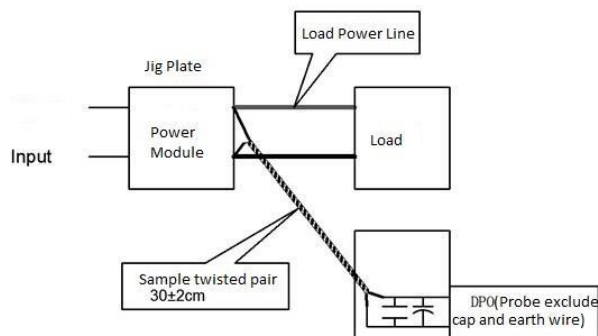 Load Power Line
Jig Plate
Power
Module
Load
Input
Sample twisted pair
30±2cm
DPO(Probe exclude
cap and earth wire)